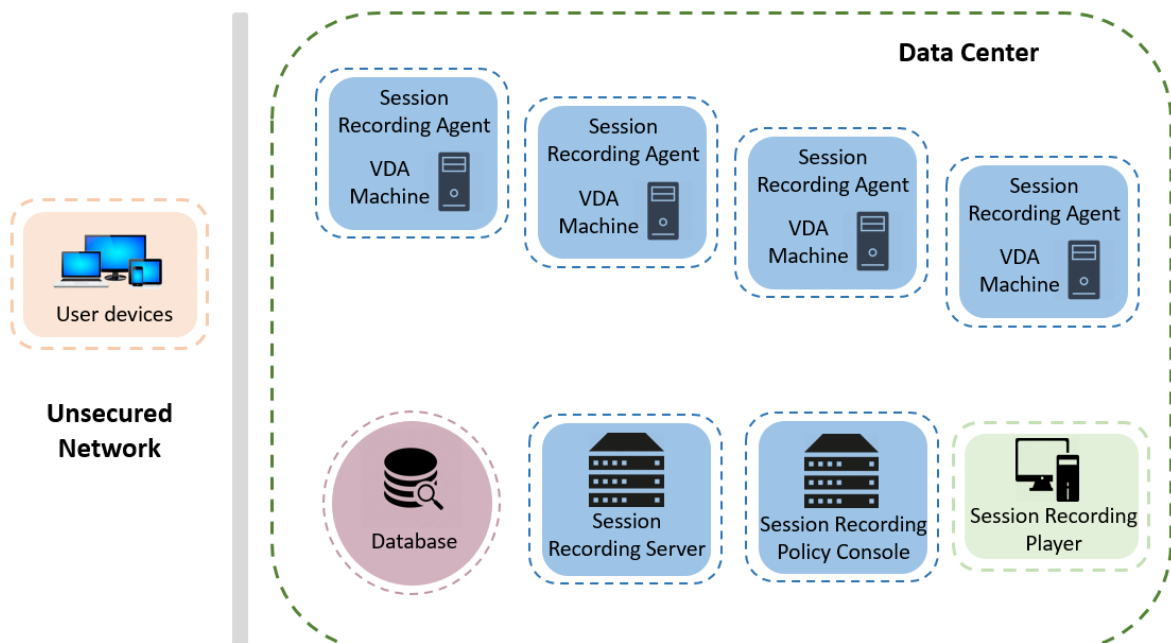 Data Center
Session
Recording Agent
VDA
Machine
Session
Recording Agent
VDA
Machine
Session
Recording Agent
VDA
Machine
Session
Recording Agent
VDA
Machine
User devices
Unsecured
Network
Database
Session
Recording Server
Session Recording
Policy Console
Session Recording
Player